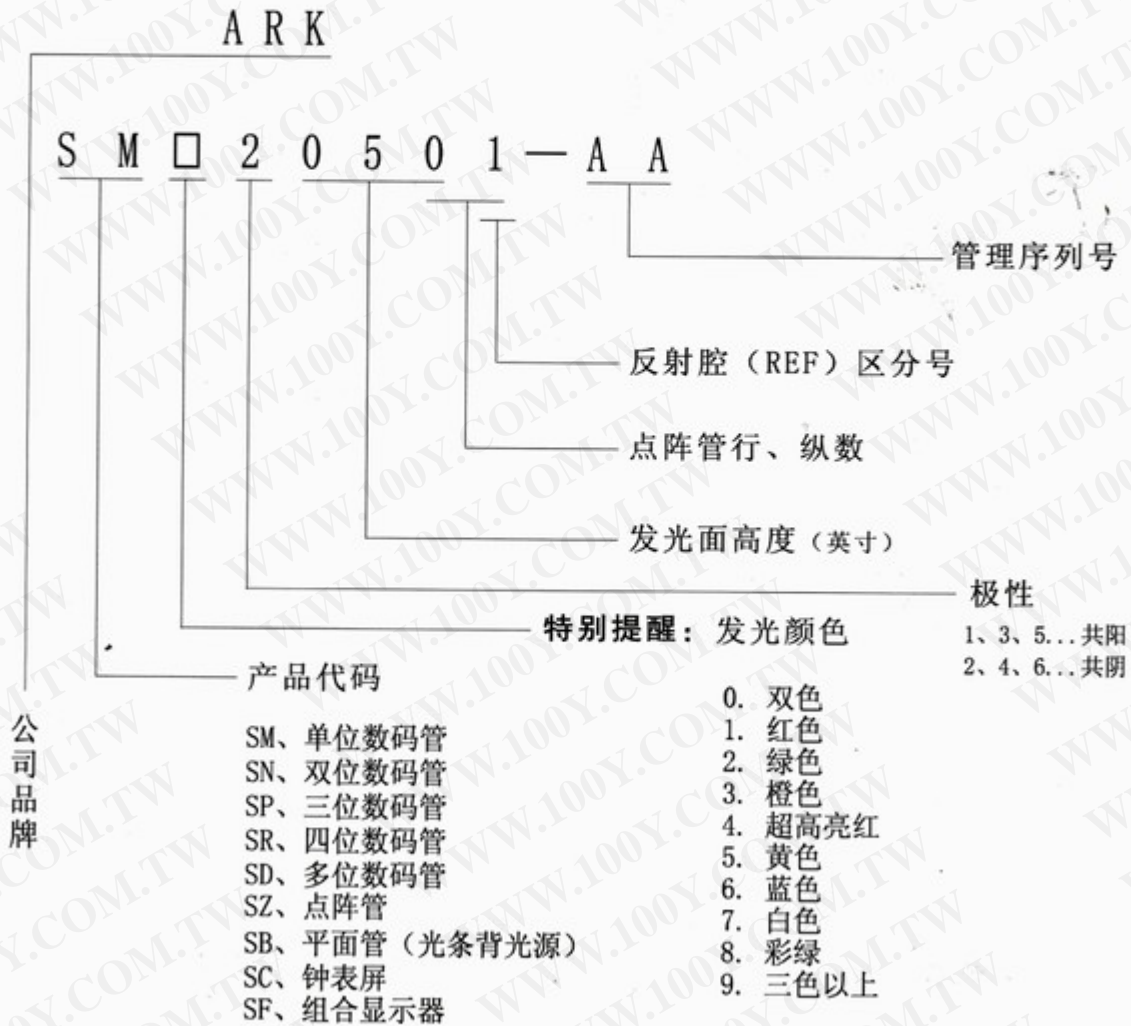 ARK
SM□20501—AA
管理序列号
反射腔（REF）区分号
点阵管行、纵数
发光面高度（英寸）
极性
1、3、5...共阳
2、4、6...共阴
特别提醒：发光颜色
0. 双色
1. 红色
2. 绿色
3. 橙色
4. 超高亮红
5. 黄色
6. 蓝色
7. 白色
8. 彩绿
9. 三色以上
产品代码
SM、单位数码管
SN、双位数码管
SP、三位数码管
SR、四位数码管
SD、多位数码管
SZ、点阵管
SB、平面管（光条背光源）
SC、钟表屏
SF、组合显示器
公司品牌
WWW.100Y.COM.TW